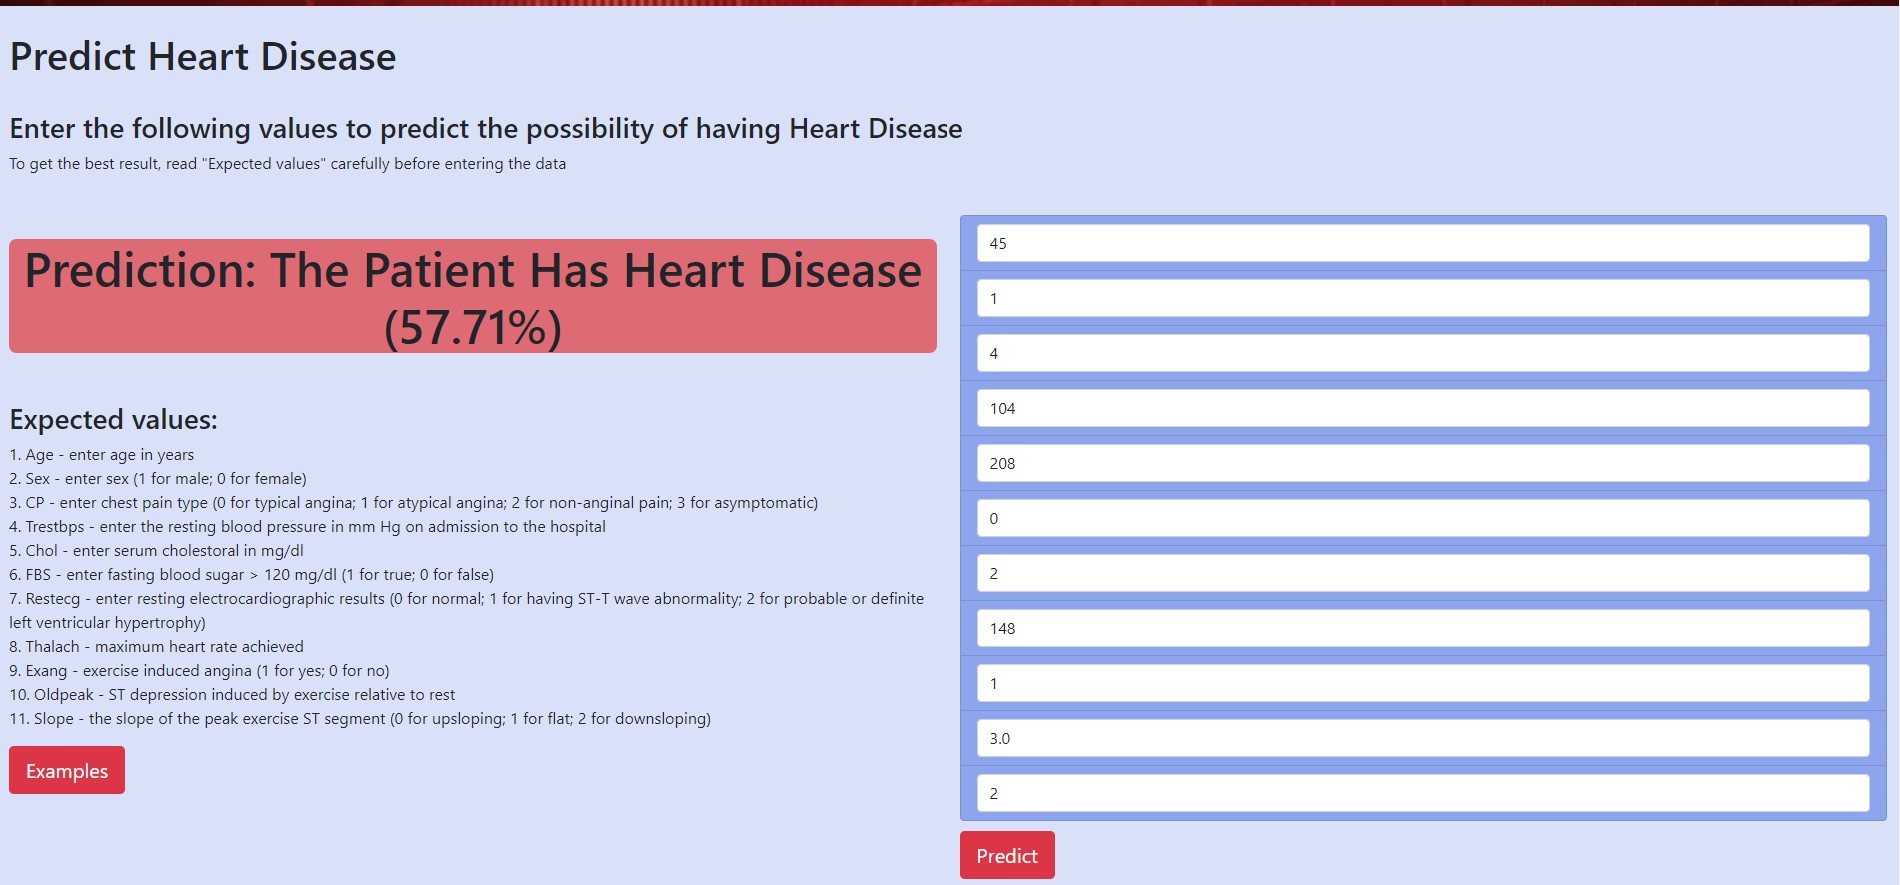 Predict Heart Disease
Enter the following values to predict the possibility of having Heart Disease
To get the best result, read "Expected values" carefully before entering the data
Prediction: The Patient Has Heart Disease
(57.71%)
Expected values:
1. Age - enter age in years
2. Sex - enter sex (1 for male; 0 for female)
3. CP - enter chest pain type (0 for typical angina; 1 for atypical angina; 2 for non-anginal pain; 3 for asymptomatic)
4. Trestbps - enter the resting blood pressure in mm Hg on admission to the hospital
5. Chol - enter serum cholestoral in mg/dl
6. FBS - enter fasting blood sugar > 120 mg/dl (1 for true; 0 for false)
7. Restecg - enter resting electrocardiographic results (0 for normal; 1 for having ST-T wave abnormality; 2 for probable or definite
left ventricular hypertrophy)
8. Thalach - maximum heart rate achieved
9. Exang - exercise induced angina (1 for yes; 0 for no)
10. Oldpeak - ST depression induced by exercise relative to rest
11. Slope - the slope of the peak exercise ST segment (0 for upsloping; 1 for flat; 2 for downsloping)
Examples
45
1
4
104
208
0
2
148
1
3.0
2
Predict